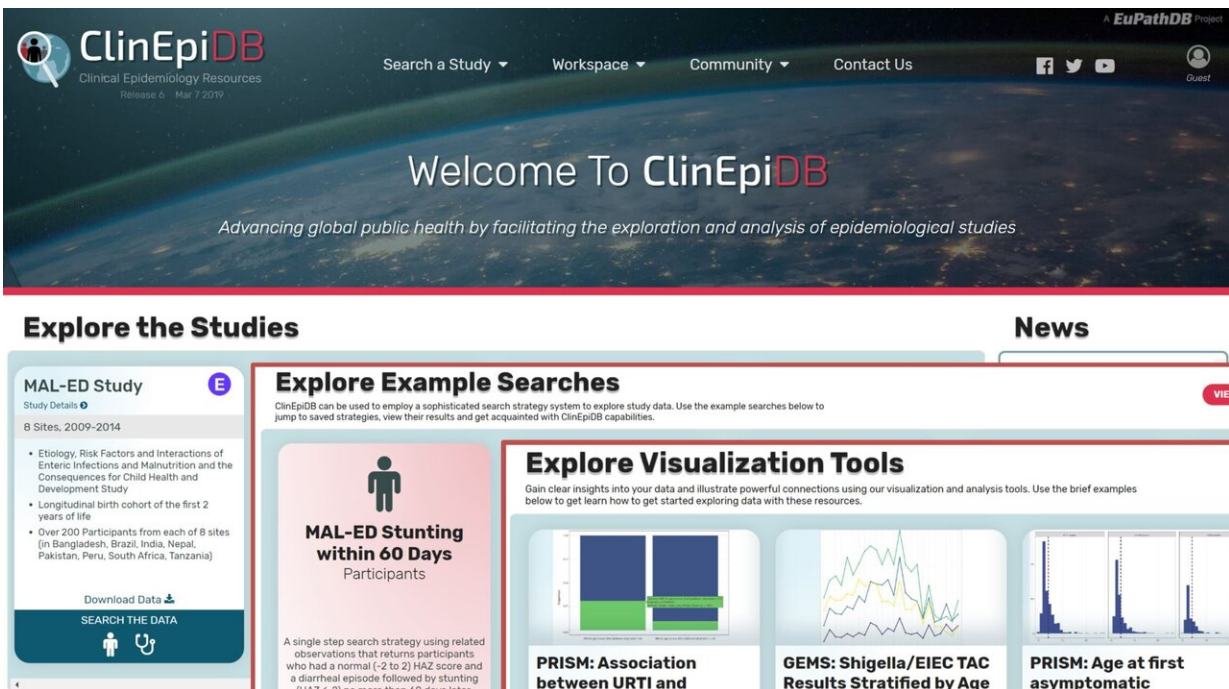 A EuPathDB Project
ClinEpiDB
Clinical Epidemiology Resources
Release 6 Mar 7 2019
Search a Study
Workspace
Community
Contact Us
Guest
Welcome To ClinEpiDB
Advancing global public health by facilitating the exploration and analysis of epidemiological studies
Explore the Studies
News
MAL-ED Study
E
Study Details
8 Sites, 2009-2014
Etiology, Risk Factors and Interactions of
Enteric Infections and Malnutrition and the
Consequences for Child Health and
Development Study
Longitudinal birth cohort of the first 2
years of life
Over 200 Participants from each of 8 sites
(in Bangladesh, Brazil, India, Nepal,
Pakistan, Peru, South Africa, Tanzania)
Download Data
SEARCH THE DATA
Explore Example Searches
VIE
ClinEpiDB can be used to employ a sophisticated search strategy system to explore study data. Use the example searches below to
jump to saved strategies, view their results and get acquainted with ClinEpiDB capabilities.
MAL-ED Stunting
within 60 Days
Participants
A single step search strategy using related
observations that returns participants
who had a normal (-2 to 2) HAZ score and
a diarrheal episode followed by stunting
Explore Visualization Tools
Gain clear insights into your data and illustrate powerful connections using our visualization and analysis tools. Use the brief examples
below to get learn how to get started exploring data with these resources.
PRISM: Association
between URTI and
GEMS: Shigella/EIEC TAC
Results Stratified by Age
PRISM: Age at first
asymptomatic